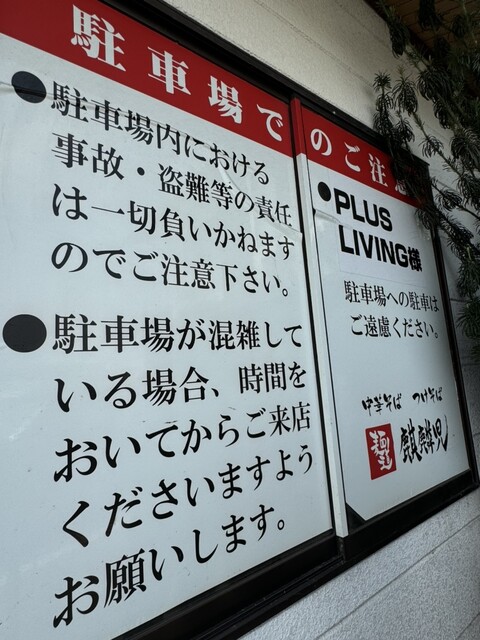 駐車場でのご注意
●駐車場内における
事故・盗難等の責任
は一切負いかねます
のでご注意下さい。
●駐車場が混雑して
いる場合、時間を
おいてからご来店
くださいますよう
お願いします。
●PLUS
LIVING様
駐車場への駐車は
ご遠慮ください。
中華そば つけそば
麒麟児